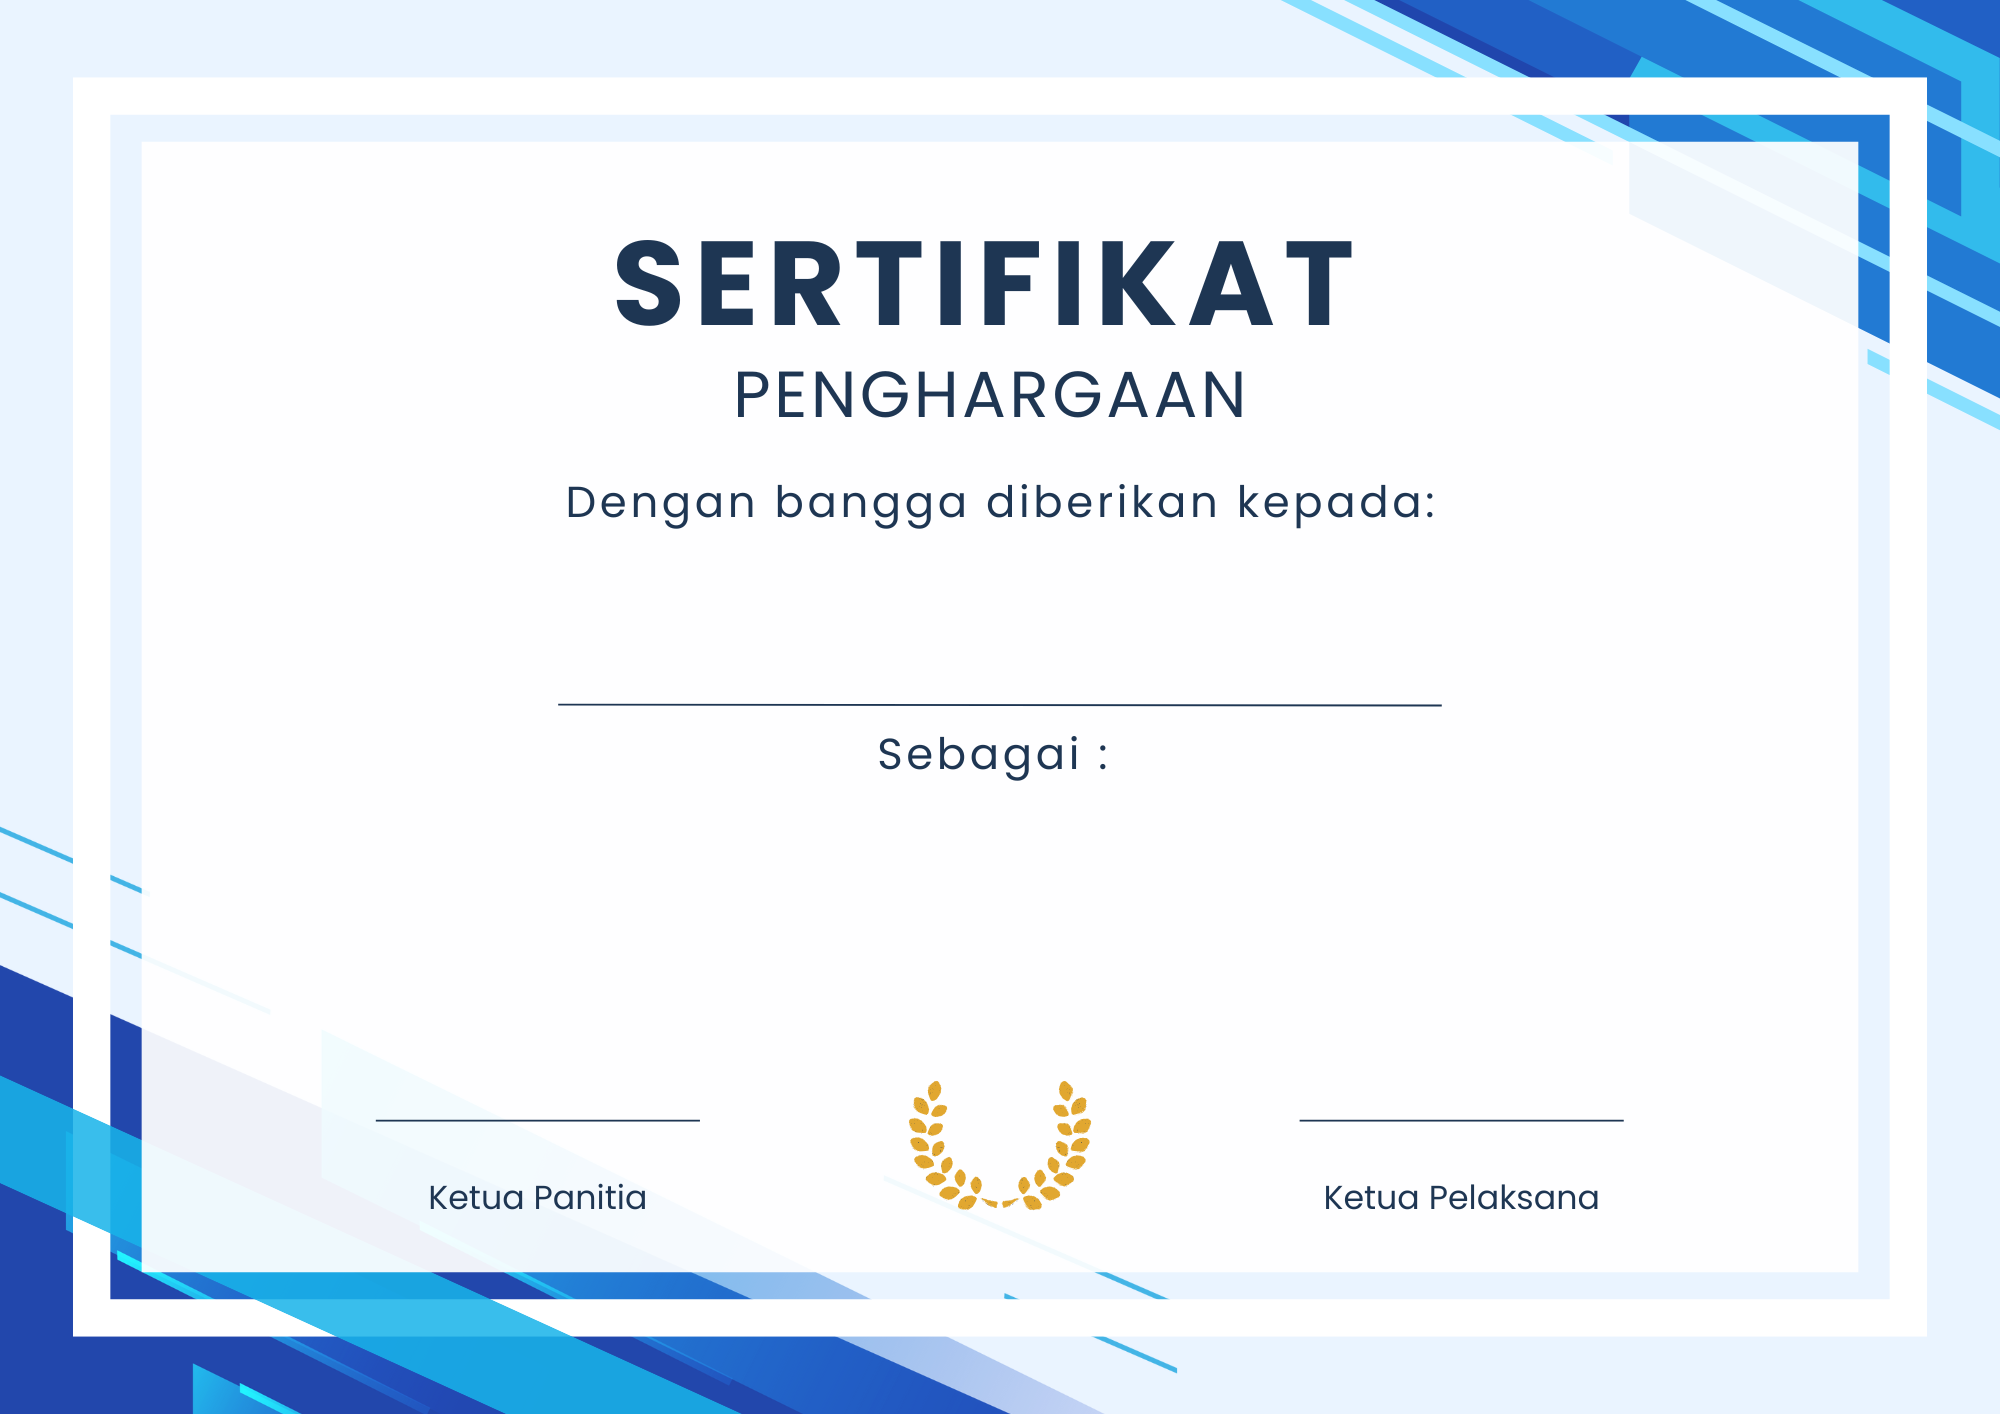 SERTIFIKAT
PENGHARGAAN
Dengan bangga diberikan kepada:
Sebagai :
Ketua Panitia
Ketua Pelaksana